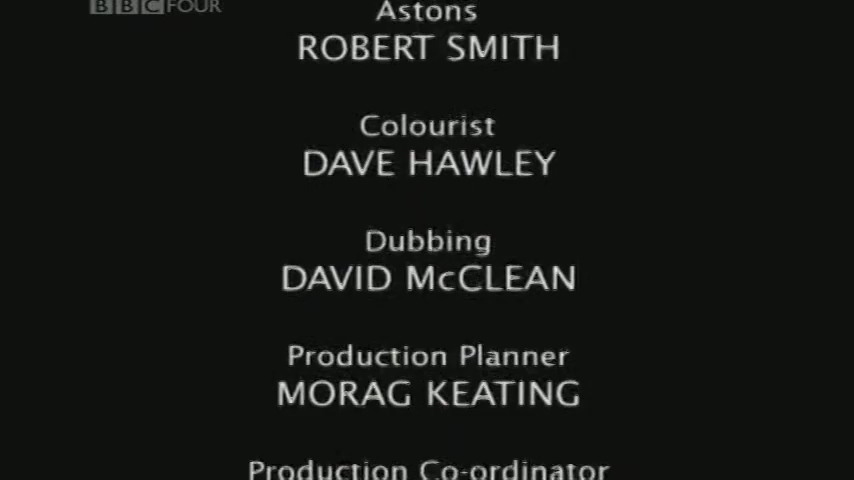 BBC FOUR
Astons
ROBERT SMITH
Colourist
DAVE HAWLEY
Dubbing
DAVID McCLEAN
Production Planner
MORAG KEATING
Production Co-ordinator